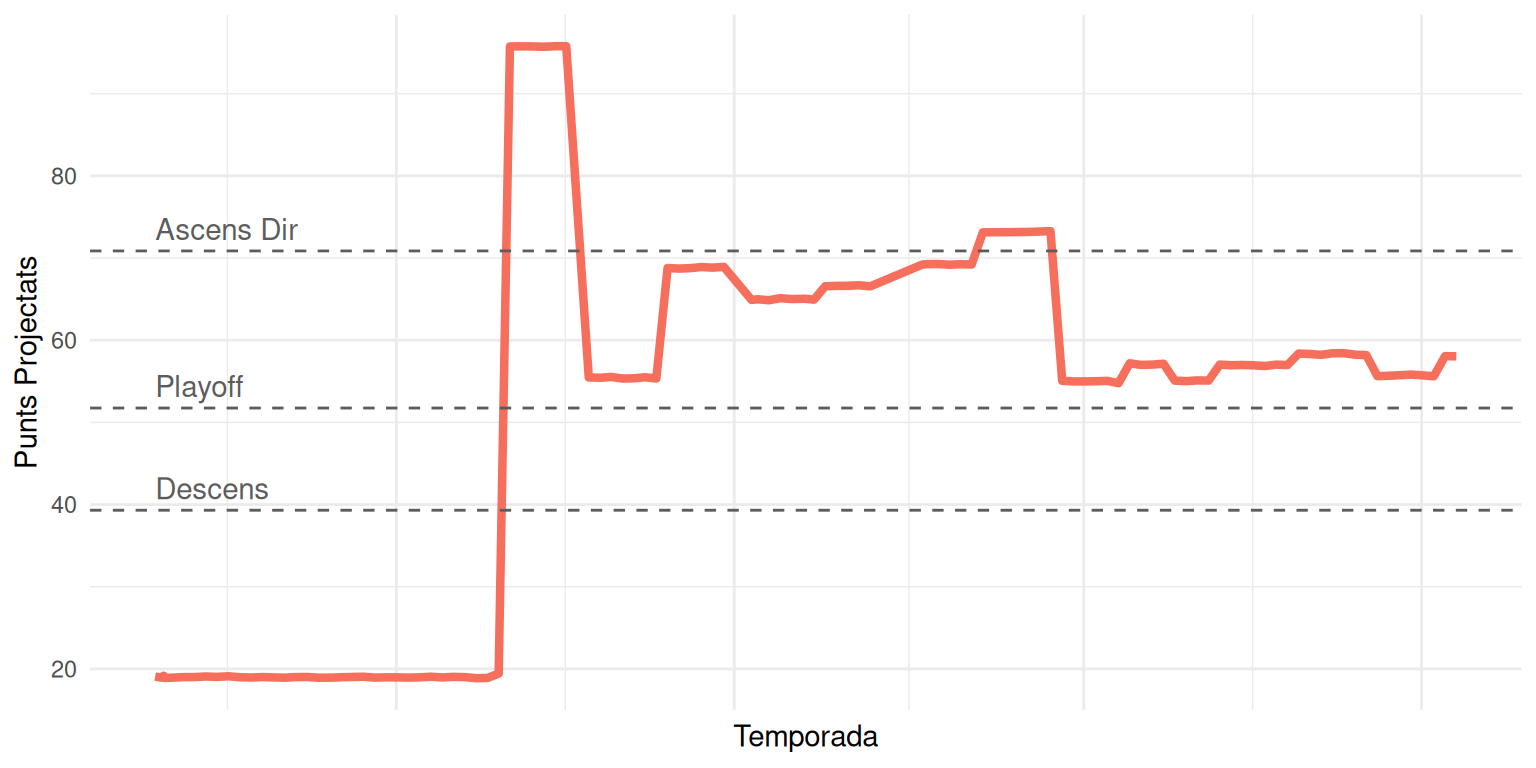 80
Ascens Dir
60
Playoff
Descens
40
20
Punts Projectats
Temporada